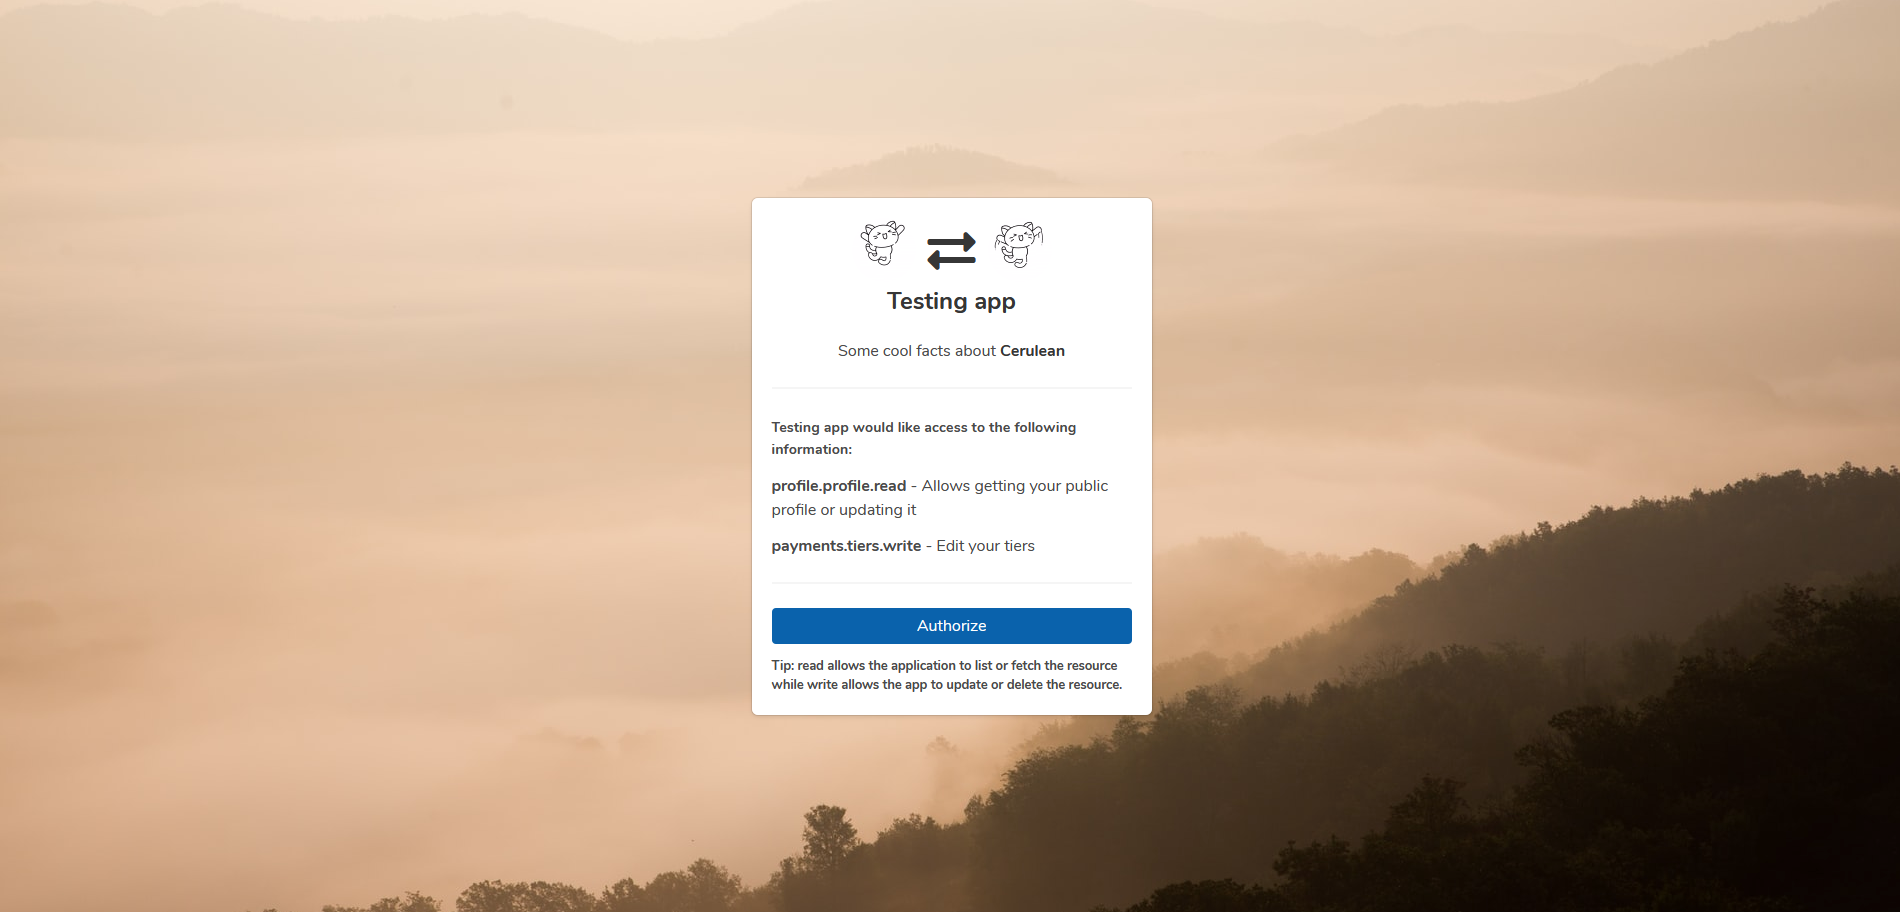 Testing app
Some cool facts about Cerulean
Testing app would like access to the following
information:
profile.profile.read - Allows getting your public
profile or updating it
payments.tiers.write - Edit your tiers
Authorize
Tip: read allows the application to list or fetch the resource
while write allows the app to update or delete the resource.